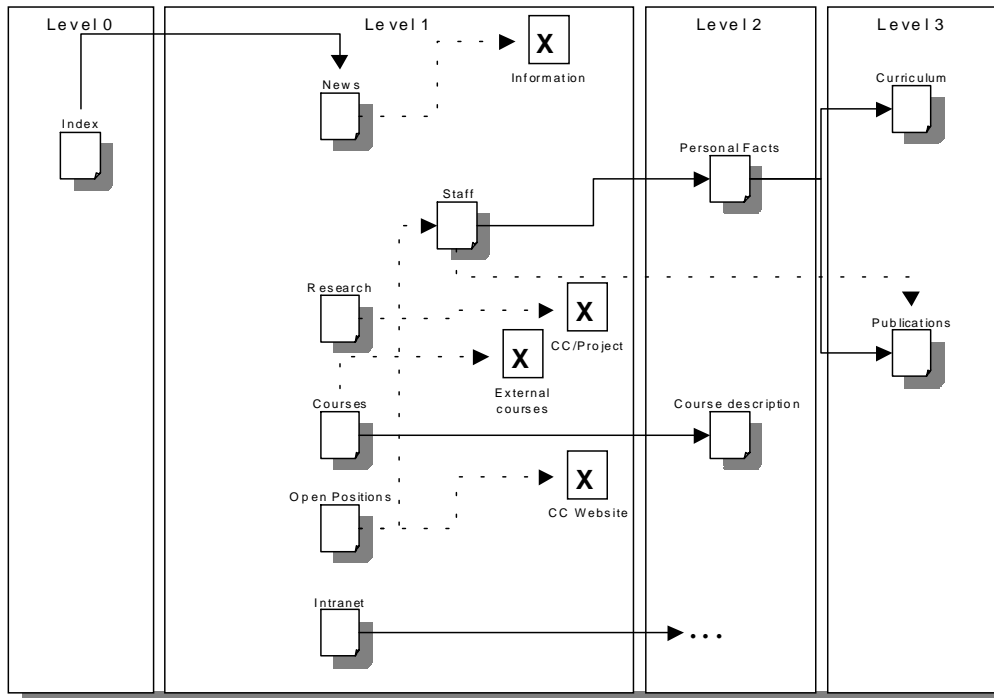 Level 0
Level 1
Level 2
Level 3
X
Information
News
Curriculum
Index
Personal Facts
Staff
Research
X
CC/Project
Publications
X
External
courses
Courses
Course description
X
CC Website
Open Positions
Intranet
...